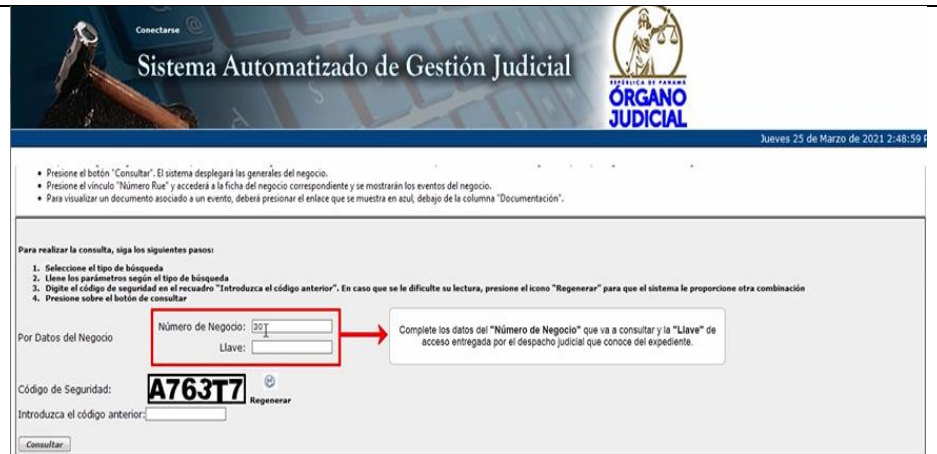 Conectarse
Sistema Automatizado de Gestión Judicial
REPÚBLICA DE PANAMÁ
ÓRGANO
JUDICIAL
Jueves 25 de Marzo de 2021 2:48:59 P
• Presione el botón "Consultar". El sistema desplegará las generales del negocio.
• Presione el vínculo "Número Rue" y accederá a la ficha del negocio correspondiente y se mostrarán los eventos del negocio.
• Para visualizar un documento asociado a un evento, deberá presionar el enlace que se muestra en azul, debajo de la columna "Documentación".
Para realizar la consulta, siga los siguientes pasos:
1. Seleccione el tipo de búsqueda
2. Llene los parámetros según el tipo de búsqueda
3. Digite el código de seguridad en el recuadro "Introduzca el código anterior". En caso que se le dificulte su lectura, presione el icono "Regenerar" para que el sistema le proporcione otra combinación
4. Presione sobre el botón de consultar
Por Datos del Negocio
Número de Negocio: 30
Llave:
Complete los datos del "Número de Negocio" que va a consultar y la "Llave" de
acceso entregada por el despacho judicial que conoce del expediente.
Código de Seguridad: A763T7 Regenerar
Introduzca el código anterior:
Consultar